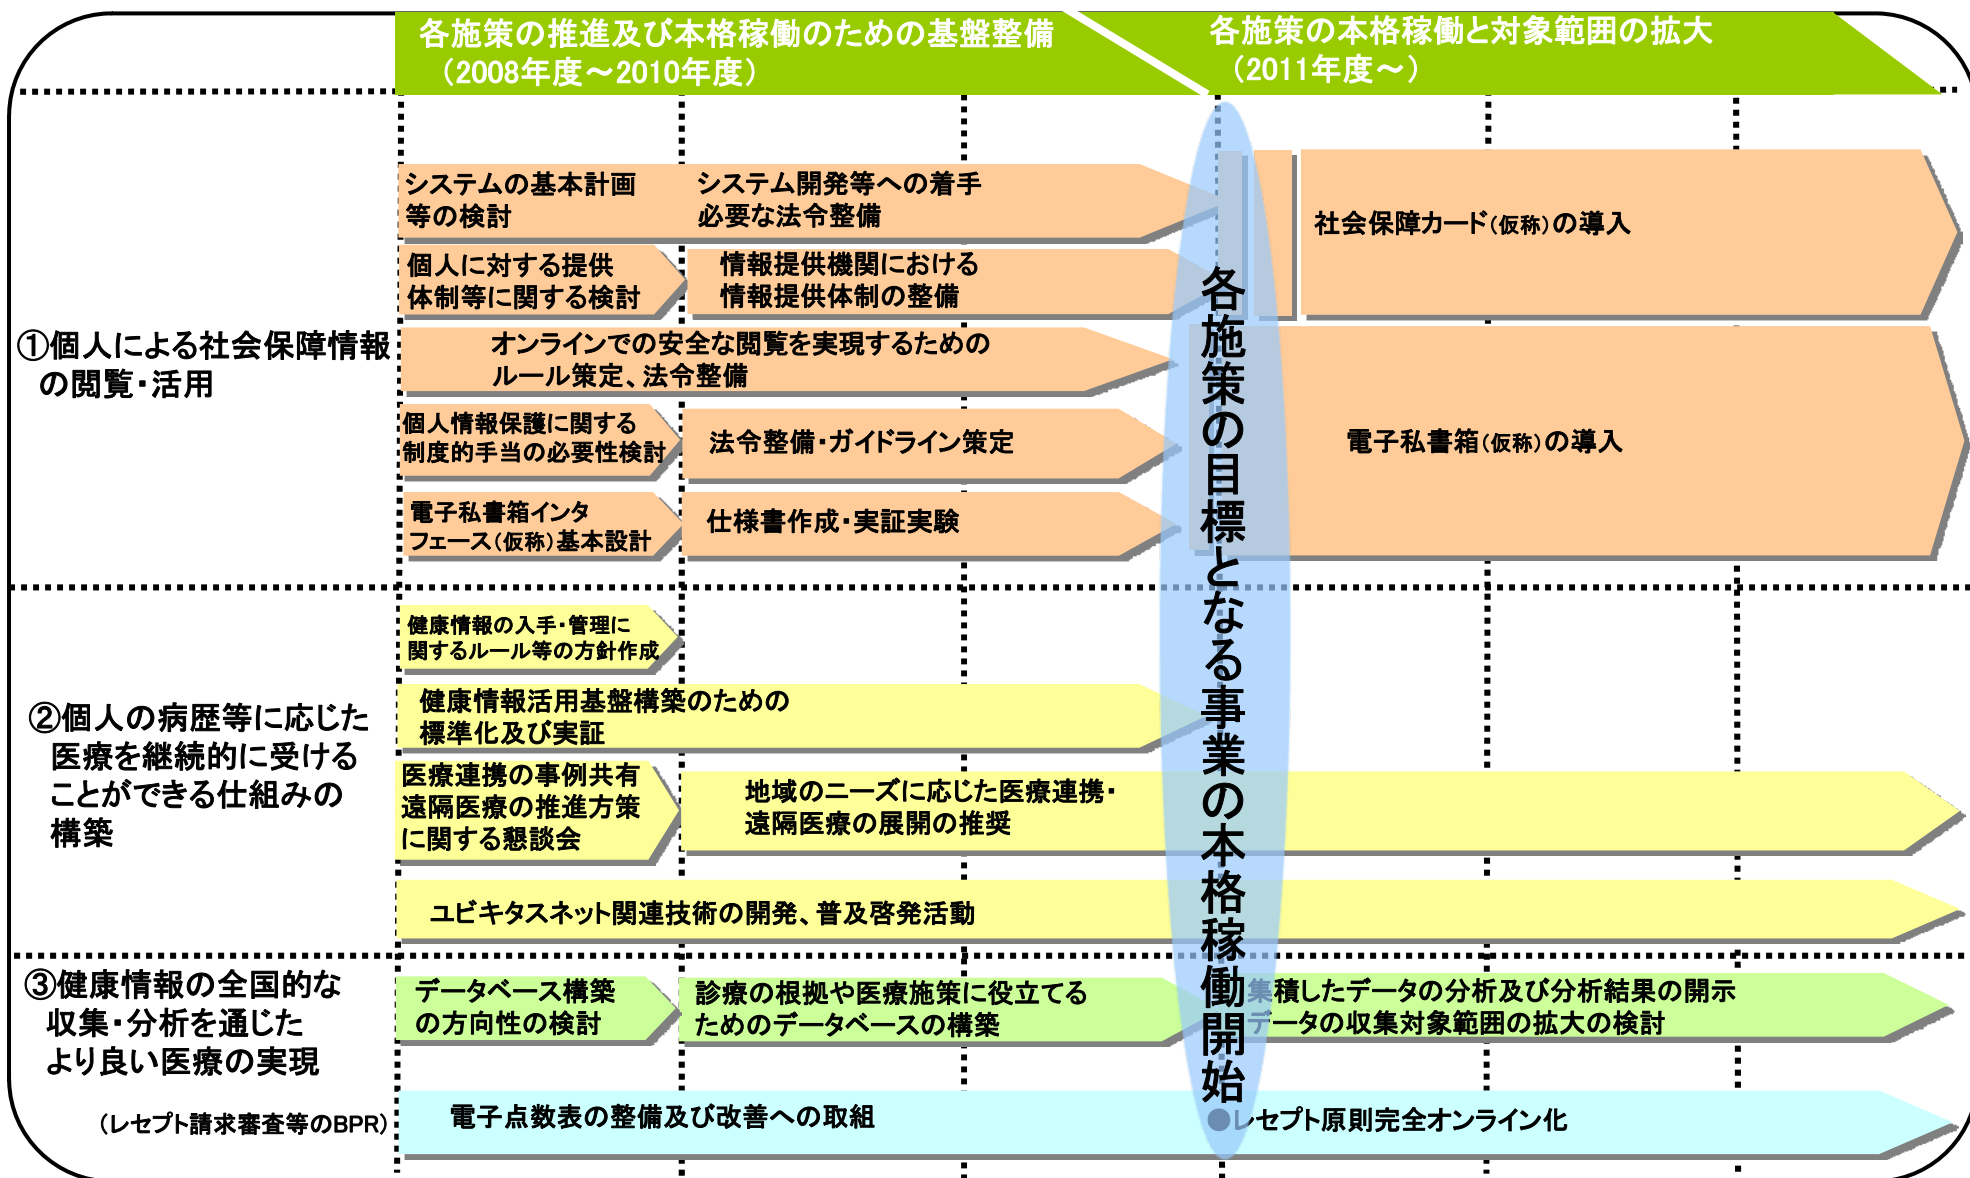 各施策の推進及び本格稼働のための基盤整備
（2008年度～2010年度）
各施策の本格稼働と対象範囲の拡大
（2011年度～）
①個人による社会保障情報
の閲覧・活用
システムの基本計画
等の検討
システム開発等への着手
必要な法令整備
社会保障カード（仮称）の導入
個人に対する提供
体制等に関する検討
情報提供機関における
情報提供体制の整備
オンラインでの安全な閲覧を実現するための
ルール策定、法令整備
個人情報保護に関する
制度的手当の必要性検討
法令整備・ガイドライン策定
電子私書箱（仮称）の導入
電子私書箱インタ
フェース（仮称）基本設計
仕様書作成・実証実験
各施策の目標となる事業の本格稼働開始
②個人の病歴等に応じた
医療を継続的に受ける
ことができる仕組みの
構築
健康情報の入手・管理に
関するルール等の方針作成
健康情報活用基盤構築のための
標準化及び実証
医療連携の事例共有
遠隔医療の推進方策
に関する懇談会
地域のニーズに応じた医療連携・
遠隔医療の展開の推奨
ユビキタスネット関連技術の開発、普及啓発活動
③健康情報の全国的な
収集・分析を通じた
より良い医療の実現
データベース構築
の方向性の検討
診療の根拠や医療施策に役立てる
ためのデータベースの構築
集積したデータの分析及び分析結果の開示
データの収集対象範囲の拡大の検討
（レセプト請求審査等のBPR）
電子点数表の整備及び改善への取組
●レセプト原則完全オンライン化